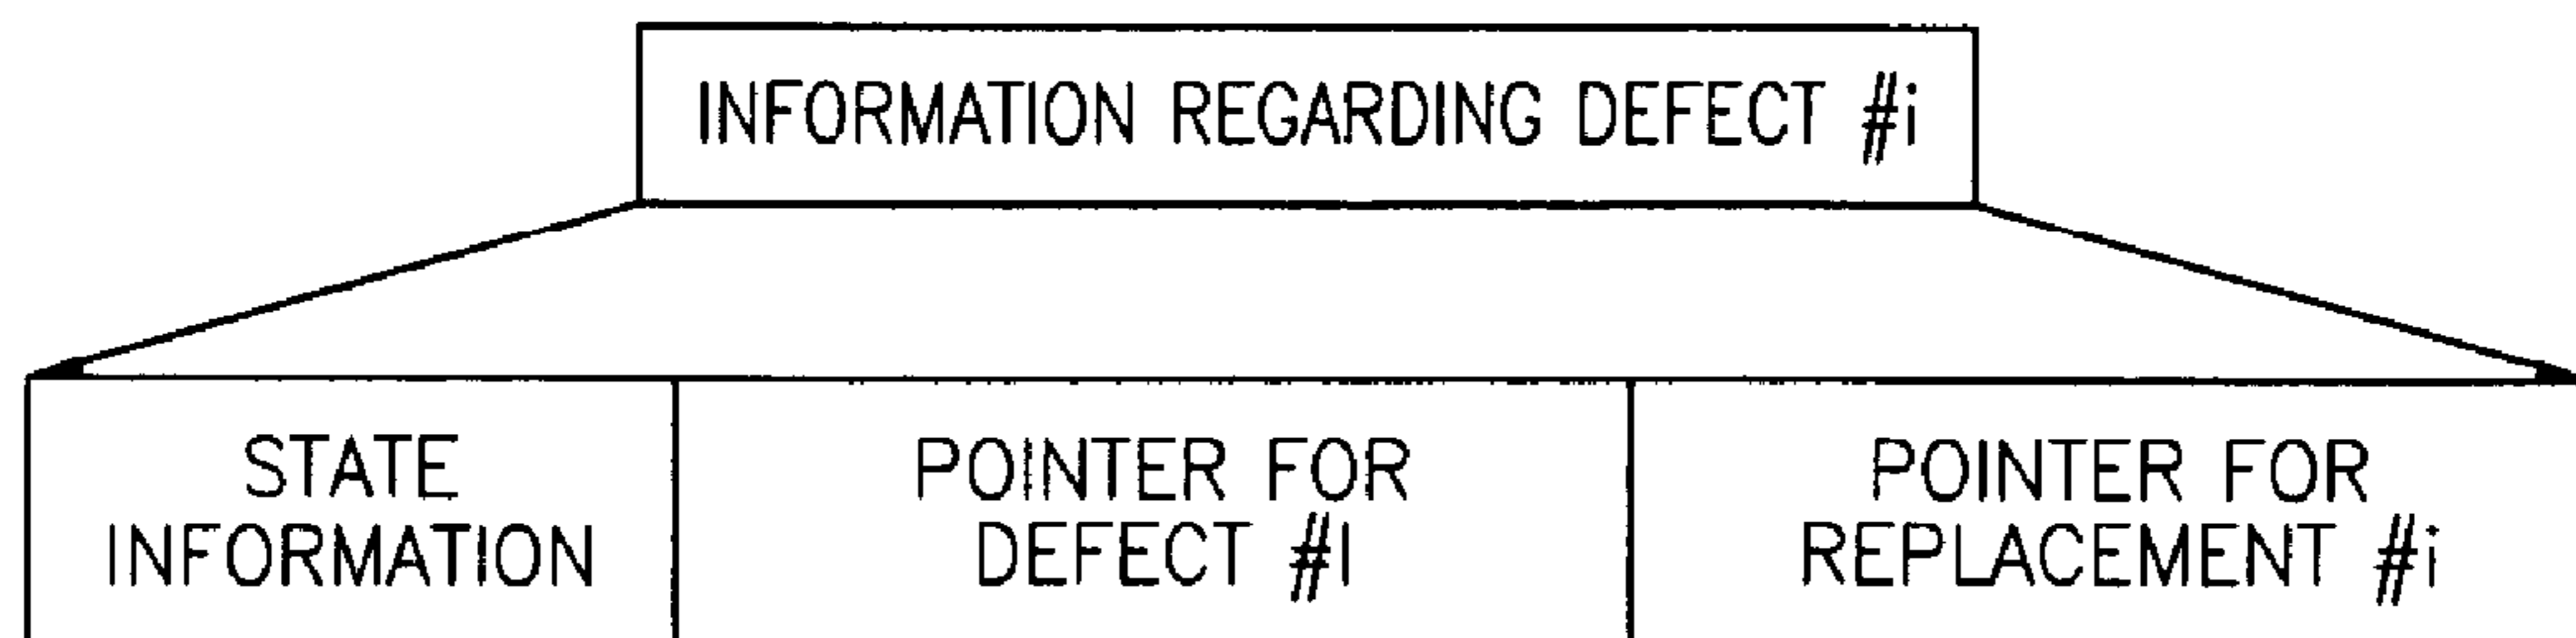 INFORMATION REGARDING DEFECT #i
STATE
INFORMATION
POINTER FOR
DEFECT #I
POINTER FOR
REPLACEMENT #i